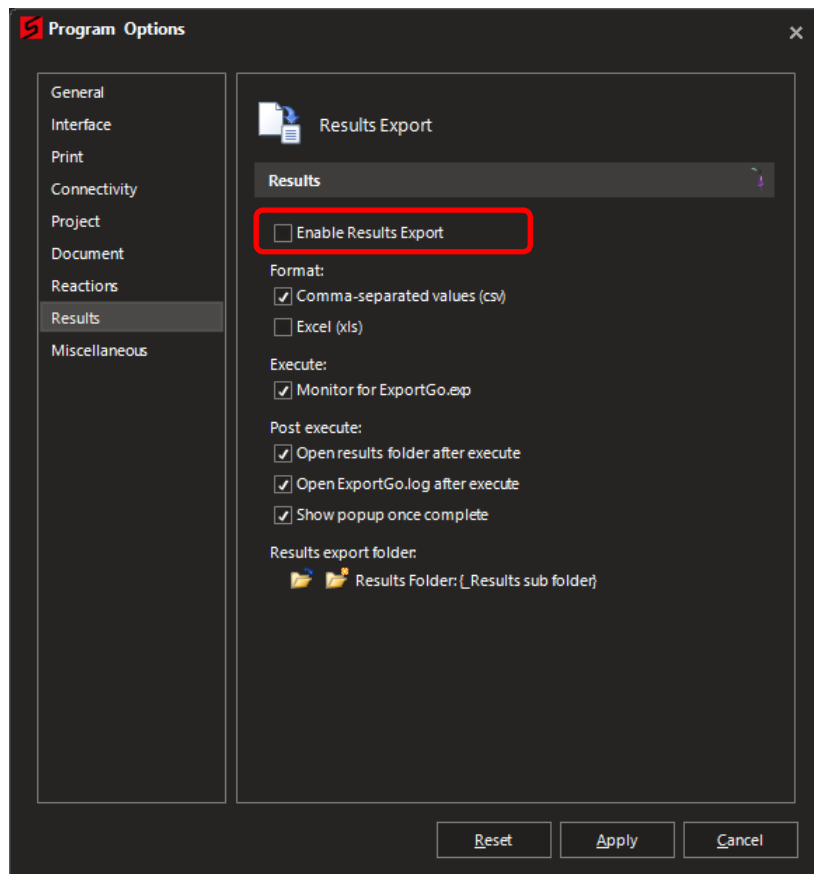 Program Options
General
Interface
Print
Connectivity
Project
Document
Reactions
Results
Miscellaneous
Results Export
Results
Enable Results Export
Format:
Comma-separated values (csv)
Excel (xls)
Execute:
Monitor for ExportGo.exp
Post execute:
Open results folder after execute
Open ExportGo.log after execute
Show popup once complete
Results export folder:
Results Folder: {_Results sub folder}
Reset
Apply
Cancel